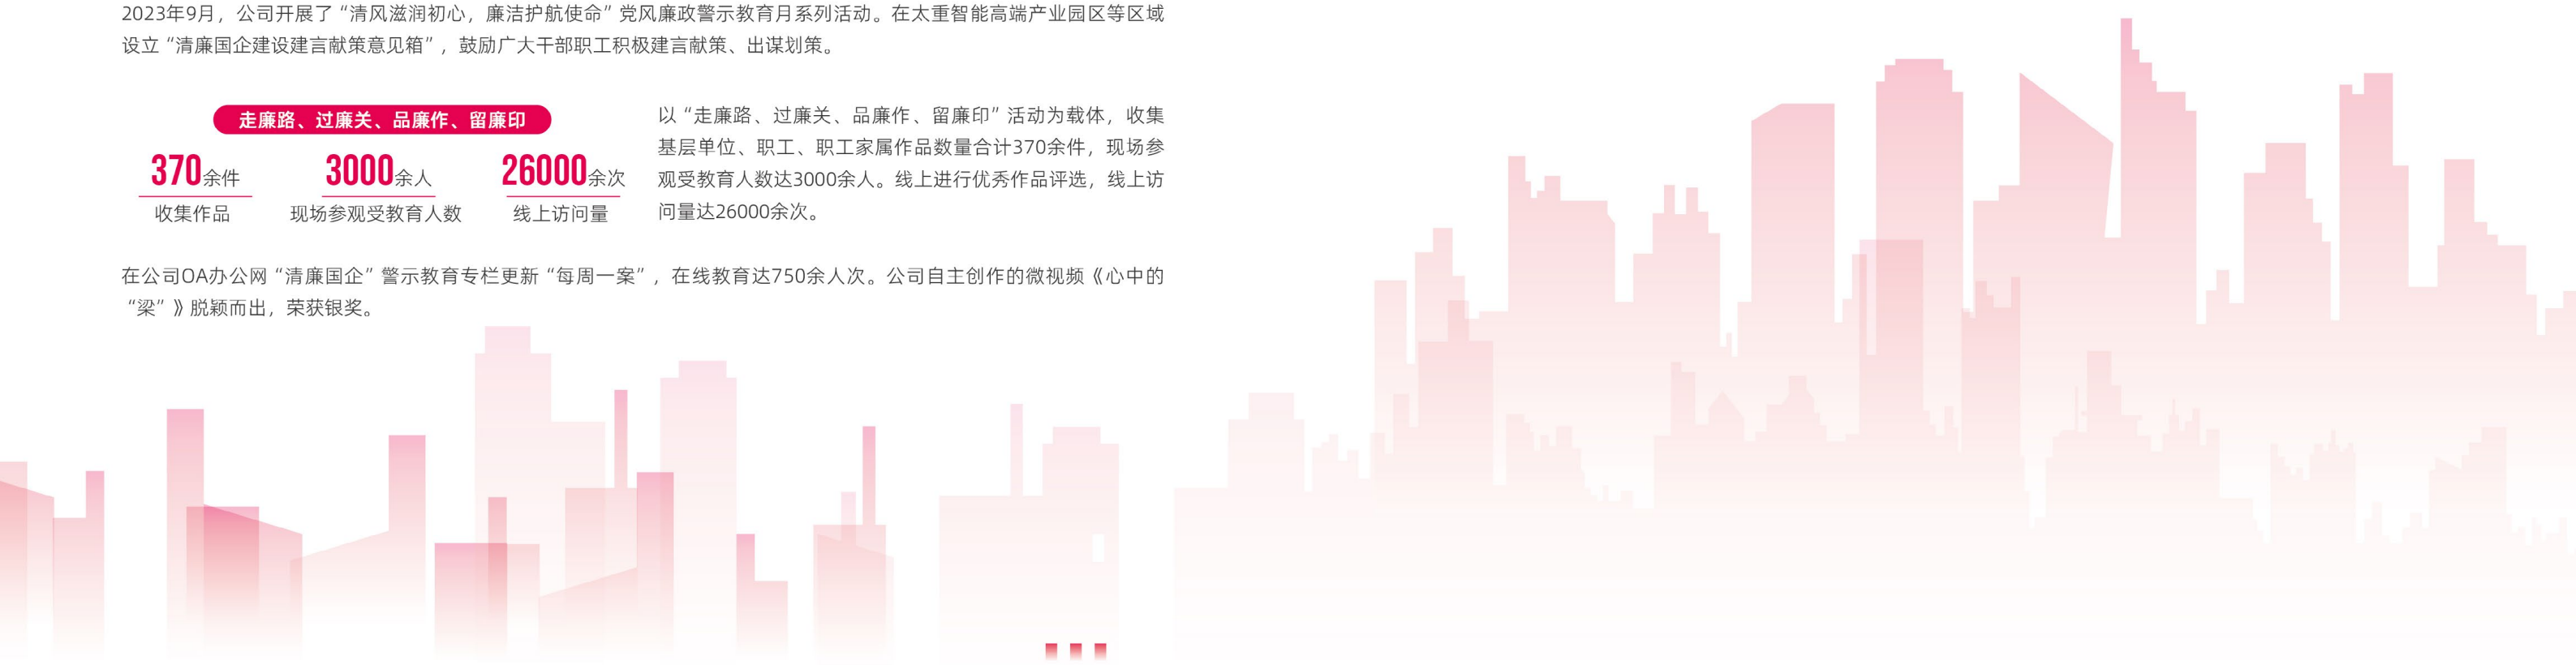 2023年9月，公司开展了“清风滋润初心，廉洁护航使命”党风廉政警示教育月系列活动。在太重智能高端产业园区等区域
设立“清廉国企建设建言献策意见箱”，鼓励广大干部职工积极建言献策、出谋划策。
走廉路、过廉关、品廉作、留廉印
370余件
收集作品
3000余人
现场参观受教育人数
26000余次
线上访问量
以“走廉路、过廉关、品廉作、留廉印”活动为载体，收集
基层单位、职工、职工家属作品数量合计370余件，现场参
观受教育人数达3000余人。线上进行优秀作品评选，线上访
问量达26000余次。
在公司OA办公网“清廉国企”警示教育专栏更新“每周一案”，在线教育达750余人次。公司自主创作的微视频《心中的
“梁”》脱颖而出，荣获银奖。